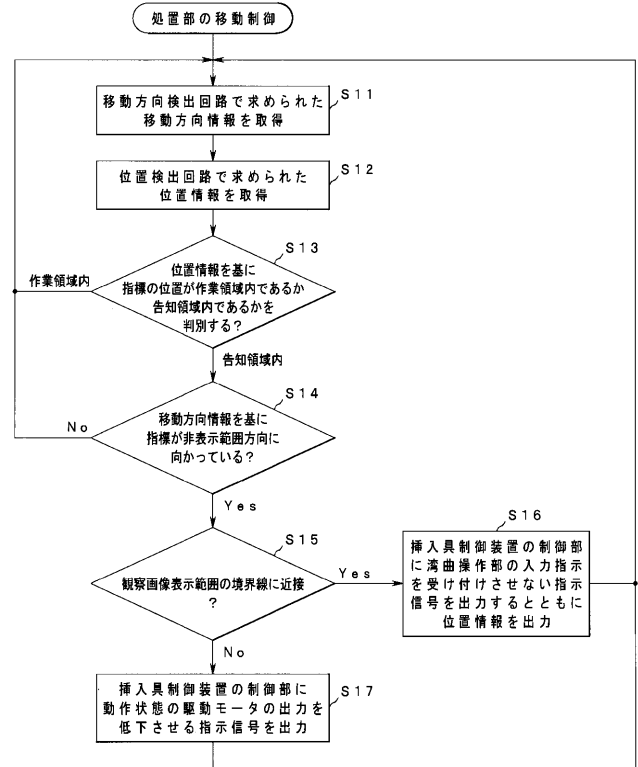 処置部の移動制御
S11
移動方向検出回路で求められた
移動方向情報を取得
S12
位置検出回路で求められた
位置情報を取得
S13
位置情報を基に
指標の位置が作業領域内であるか
告知領域内であるかを
判別する?
作業領域内
告知領域内
S14
移動方向情報を基に
指標が非表示範囲方向に
向かっている?
No
Yes
S15
観察画像表示範囲の境界線に近接
?
Yes
S16
挿入具制御装置の制御部
に湾曲操作部の入力指示
を受け付けさせない指示
信号を出力するとともに
位置情報を出力
No
S17
挿入具制御装置の制御部に
動作状態の駆動モータの出力を
低下させる指示信号を出力